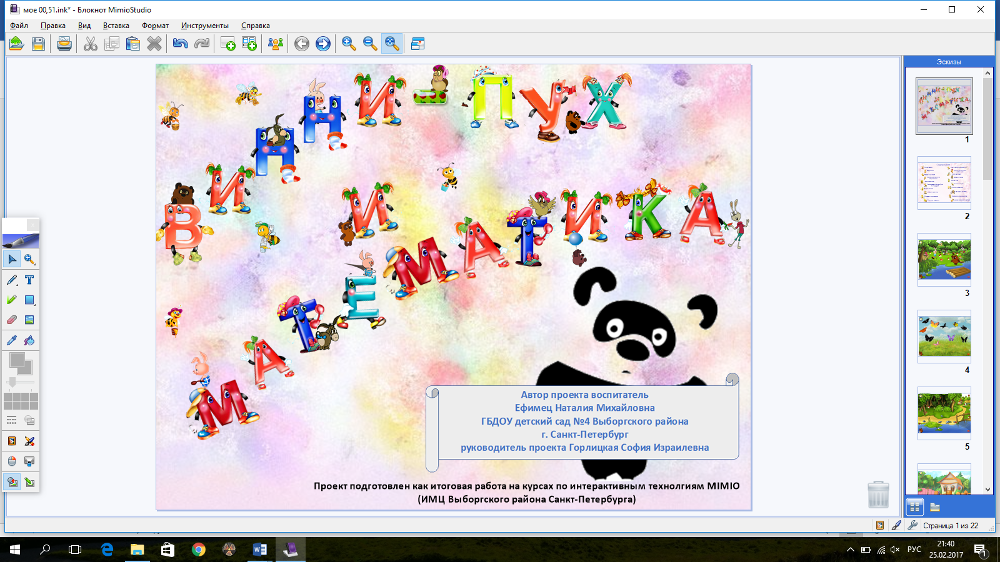 мое 00,51.ink* - Блокнот MimioStudio
Файл Правка Вид Вставка Формат Инструменты Справка
Эскизы
ВИННИ - ПУХ
И
МАТЕМАТИКА
Автор проекта воспитатель
Ефимец Наталия Михайловна
ГБДОУ детский сад №4 Выборгского района
г. Санкт-Петербург
руководитель проекта Горлицкая София Израилевна
Проект подготовлен как итоговая работа на курсах по интерактивным технолгиям MIMIO
(ИМЦ Выборгского района Санкт-Петербурга)
1
2
3
4
5
Страница 1 из 22
РУС
21:40
25.02.2017
1